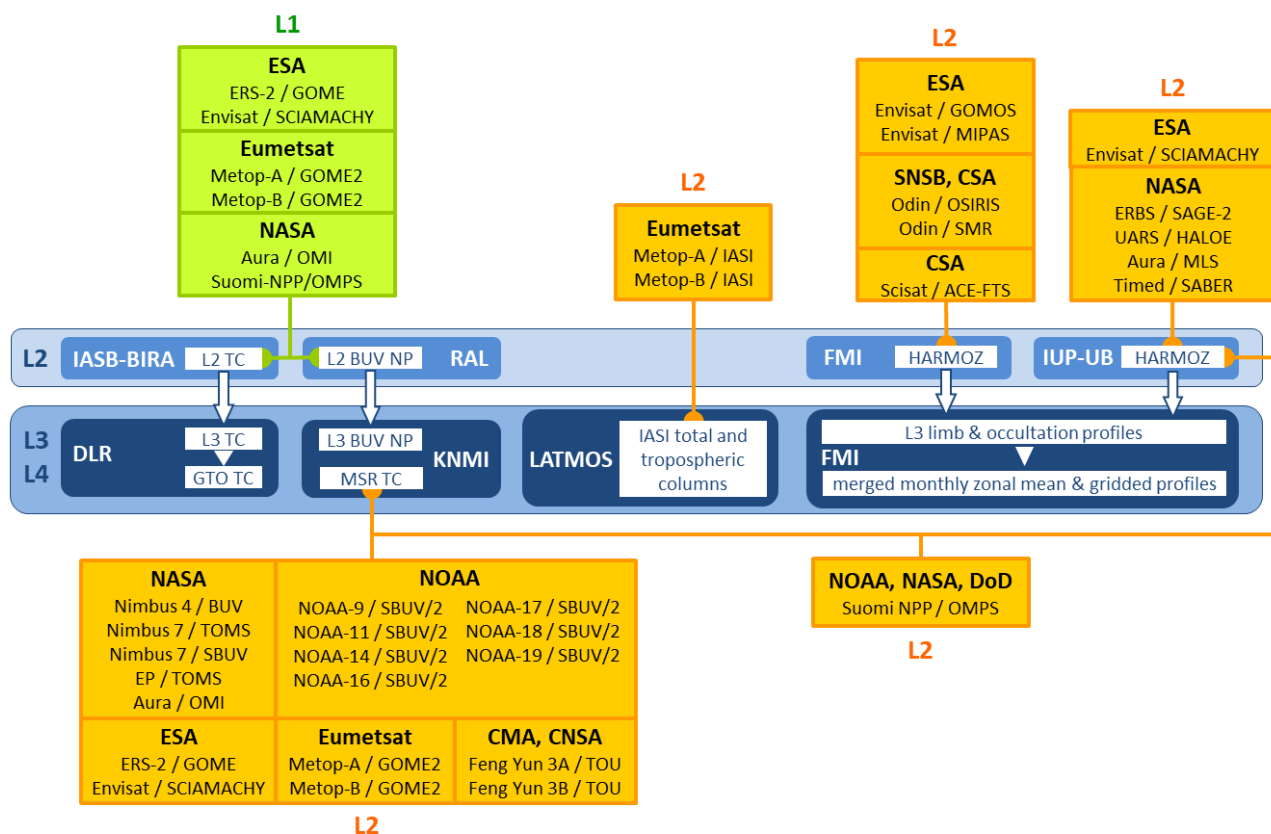 L1
ESA
ERS-2 / GOME
Envisat / SCIAMACHY
Eumetsat
Metop-A / GOME2
Metop-B / GOME2
NASA
Aura / OMI
Suomi-NPP/OMPS
L2
Eumetsat
Metop-A / IASI
Metop-B / IASI
L2
ESA
Envisat / GOMOS
Envisat / MIPAS
SNSB, CSA
Odin / OSIRIS
Odin / SMR
CSA
Scisat / ACE-FTS
L2
ESA
Envisat / SCIAMACHY
NASA
ERBS / SAGE-2
UARS / HALOE
Aura / MLS
Timed / SABER
L2
IASB-BIRA
L2 TC
L2 BUV NP
RAL
FMI
HARMOZ
IUP-UB
HARMOZ
L3
L4
DLR
L3 TC
GTO TC
L3 BUV NP
MSR TC
KNMI
LATMOS
IASI total and
tropospheric
columns
L3 limb & occultation profiles
FMI
merged monthly zonal mean & gridded profiles
NASA
Nimbus 4 / BUV
Nimbus 7 / TOMS
Nimbus 7 / SBUV
EP / TOMS
Aura / OMI
NOAA
NOAA-9 / SBUV/2
NOAA-11 / SBUV/2
NOAA-14 / SBUV/2
NOAA-16 / SBUV/2
NOAA-17 / SBUV/2
NOAA-18 / SBUV/2
NOAA-19 / SBUV/2
ESA
ERS-2 / GOME
Envisat / SCIAMACHY
Eumetsat
Metop-A / GOME2
Metop-B / GOME2
CMA, CNSA
Feng Yun 3A / TOU
Feng Yun 3B / TOU
L2
NOAA, NASA, DoD
Suomi NPP / OMPS
L2